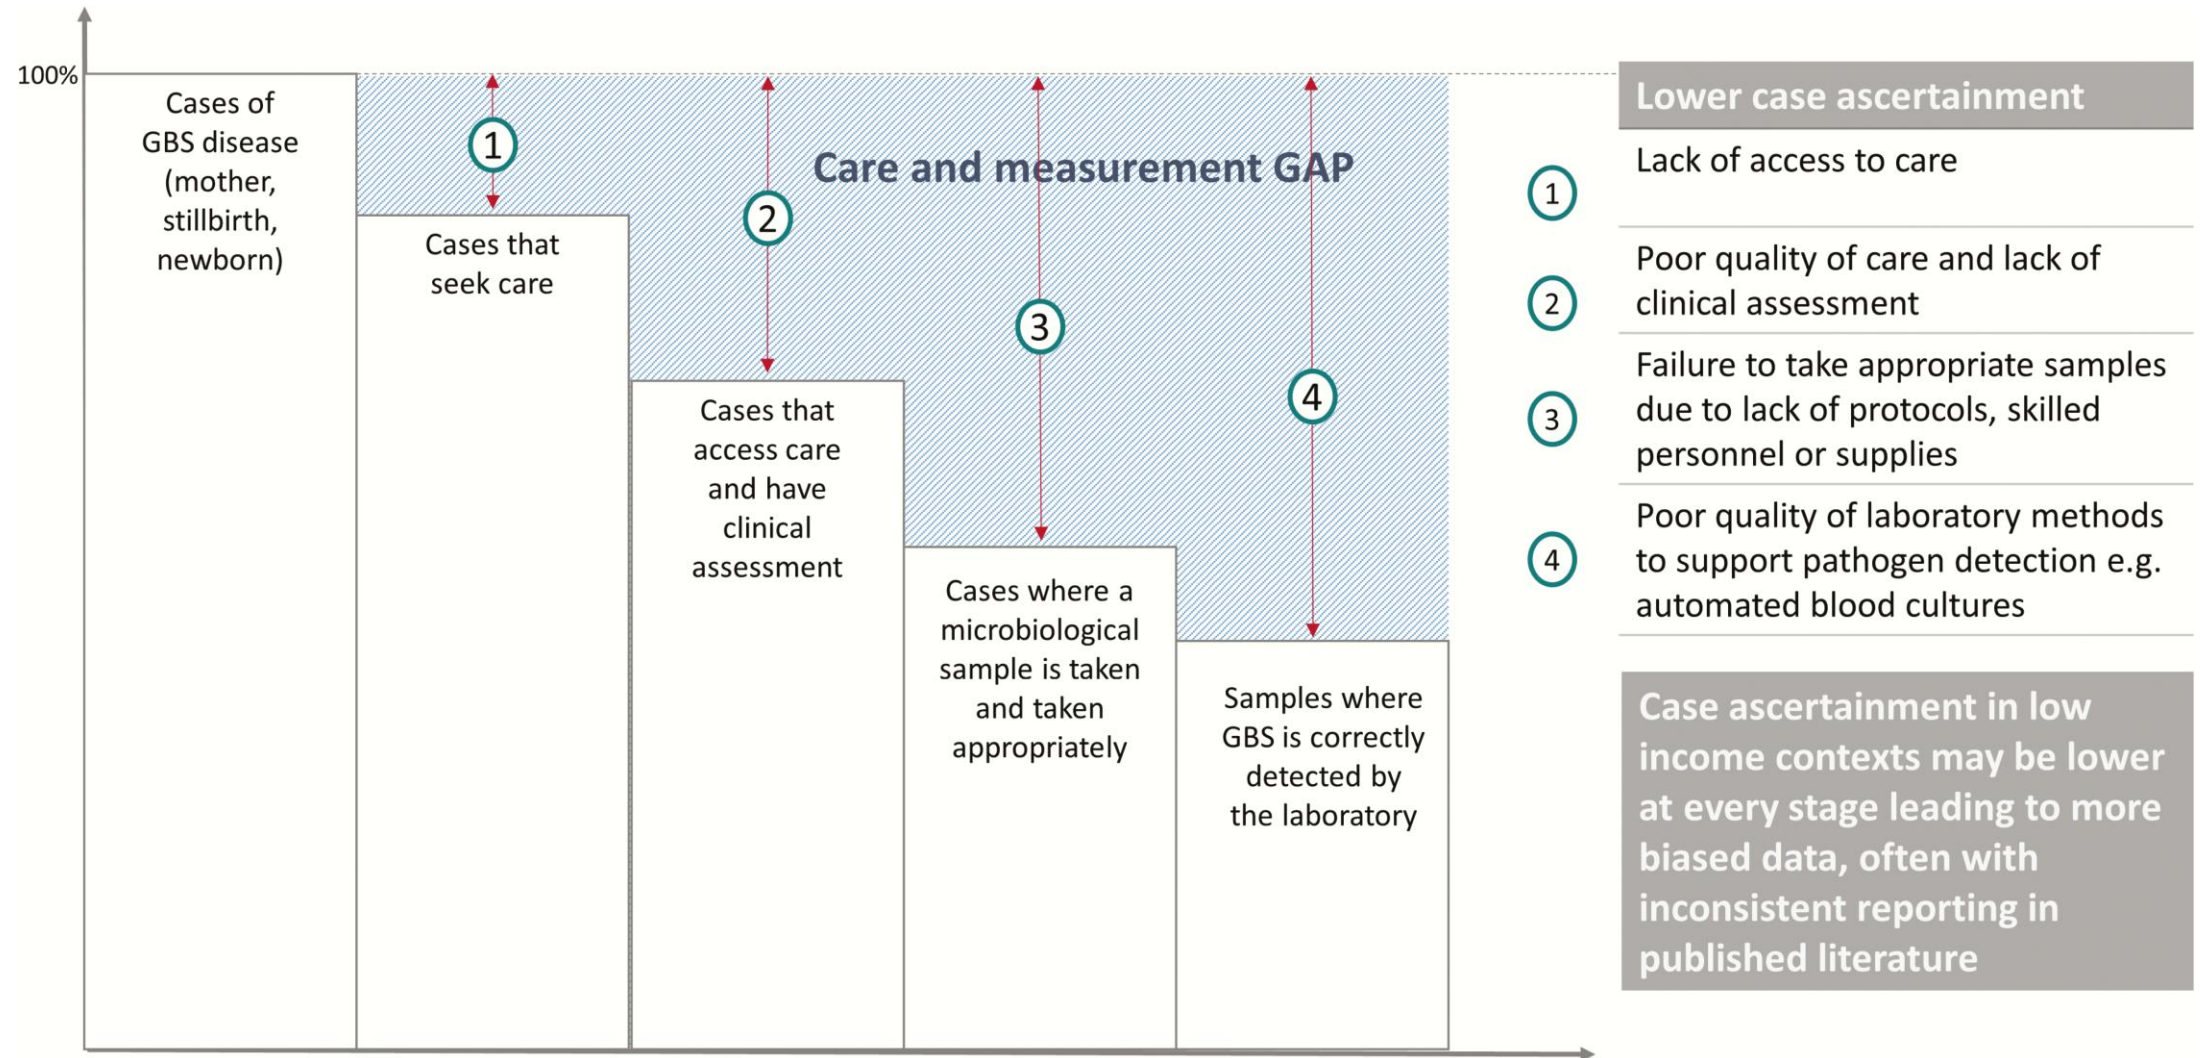 100%
Cases of
GBS disease
(mother,
stillbirth,
newborn)
1
Cases that
seek care
2
Cases that
access care
and have
clinical
assessment
Care and measurement GAP
3
Cases where a
microbiological
sample is taken
and taken
appropriately
4
Samples where
GBS is correctly
detected by
the laboratory
Lower case ascertainment
1
Lack of access to care
2
Poor quality of care and lack of
clinical assessment
3
Failure to take appropriate samples
due to lack of protocols, skilled
personnel or supplies
4
Poor quality of laboratory methods
to support pathogen detection e.g.
automated blood cultures
Case ascertainment in low
income contexts may be lower
at every stage leading to more
biased data, often with
inconsistent reporting in
published literature